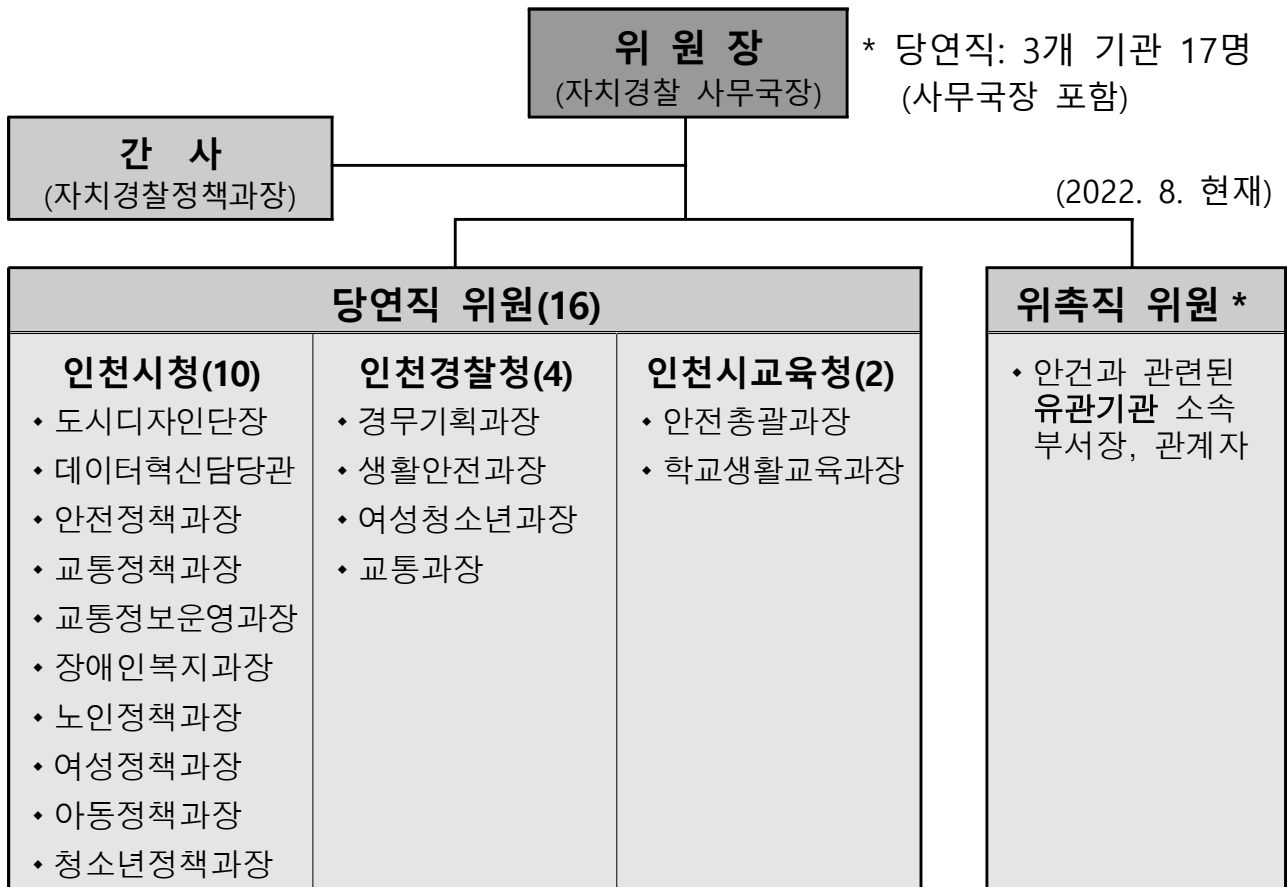 위 원 장
(자치경찰 사무국장)
* 당연직: 3개 기관 17명
(사무국장 포함)
간 사
(자치경찰정책과장)
(2022. 8. 현재)
당연직 위원(16)
인천시청(10)
◆ 도시디자인단장
◆ 데이터혁신담당관
◆ 안전정책과장
◆ 교통정책과장
◆ 교통정보운영과장
◆ 장애인복지과장
◆ 노인정책과장
◆ 여성정책과장
◆ 아동정책과장
◆ 청소년정책과장
인천경찰청(4)
◆ 경무기획과장
◆ 생활안전과장
◆ 여성청소년과장
◆ 교통과장
인천시교육청(2)
◆ 안전총괄과장
◆ 학교생활교육과장
위촉직 위원 *
◆ 안건과 관련된
유관기관 소속
부서장, 관계자